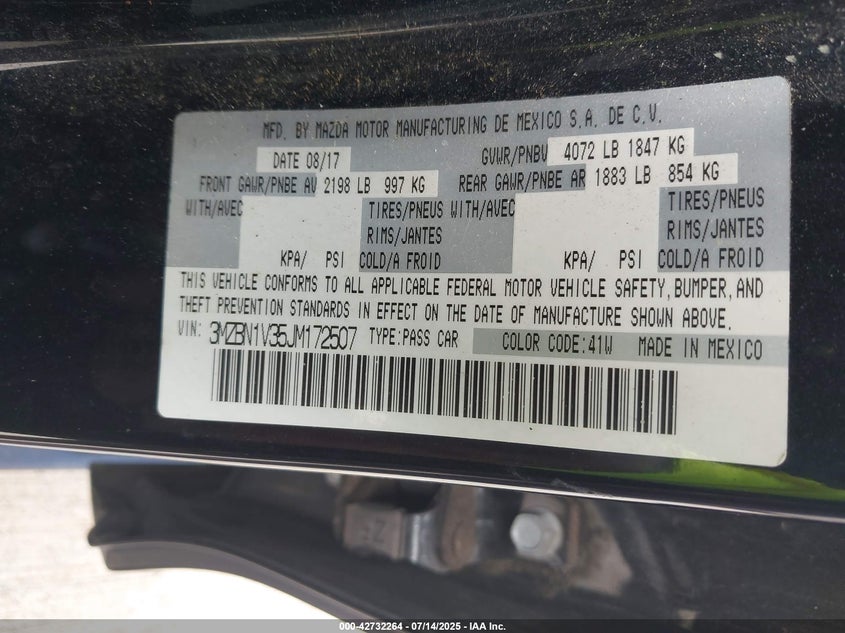 MFD. BY MAZDA MOTOR MANUFACTURING DE MEXICO S.A. DE C.V.
DATE 08/17 GVWR/PNBV 4072 LB 1847 KG
FRONT GAWR/PNBE AV 2198 LB 997 KG REAR GAWR/PNBE AR 1883 LB 854 KG
WITH/AVEC TIRES/PNEUS WITH/AVEC TIRES/PNEUS
RIMS/JANTES RIMS/JANTES
KPA/ PSI COLD/A FROID KPA/ PSI COLD/A FROID
THIS VEHICLE CONFORMS TO ALL APPLICABLE FEDERAL MOTOR VEHICLE SAFETY, BUMPER, AND
THEFT PREVENTION STANDARDS IN EFFECT ON THE DATE OF MANUFACTURE SHOWN ABOVE.
VIN: 3MZBN1V35JM172507 TYPE:PASS CAR COLOR CODE:41W MADE IN MEXICO
000-42732264 - 07/14/2025 - IAA Inc.